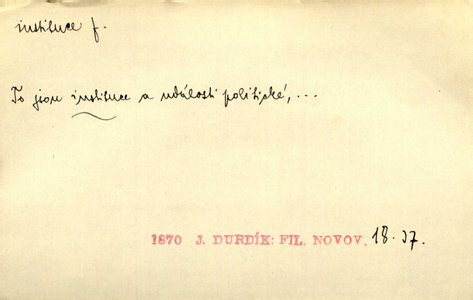 instituce f.
To jsou instituce a události politické, ...
1870 J. DURDÍK: FIL. NOVOV. 18.37.